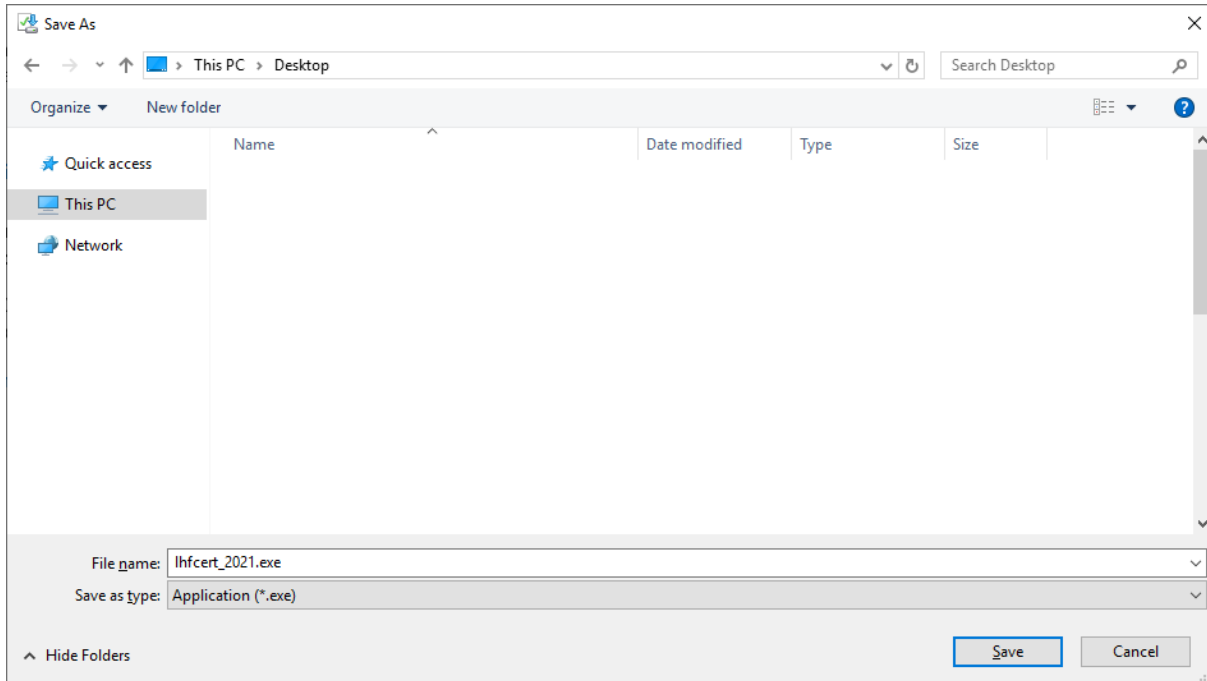 Save As
This PC > Desktop
Search Desktop
Organize
New folder
Name
Date modified
Type
Size
Quick access
This PC
Network
File name: lhfcert_2021.exe
Save as type: Application (*.exe)
Hide Folders
Save
Cancel